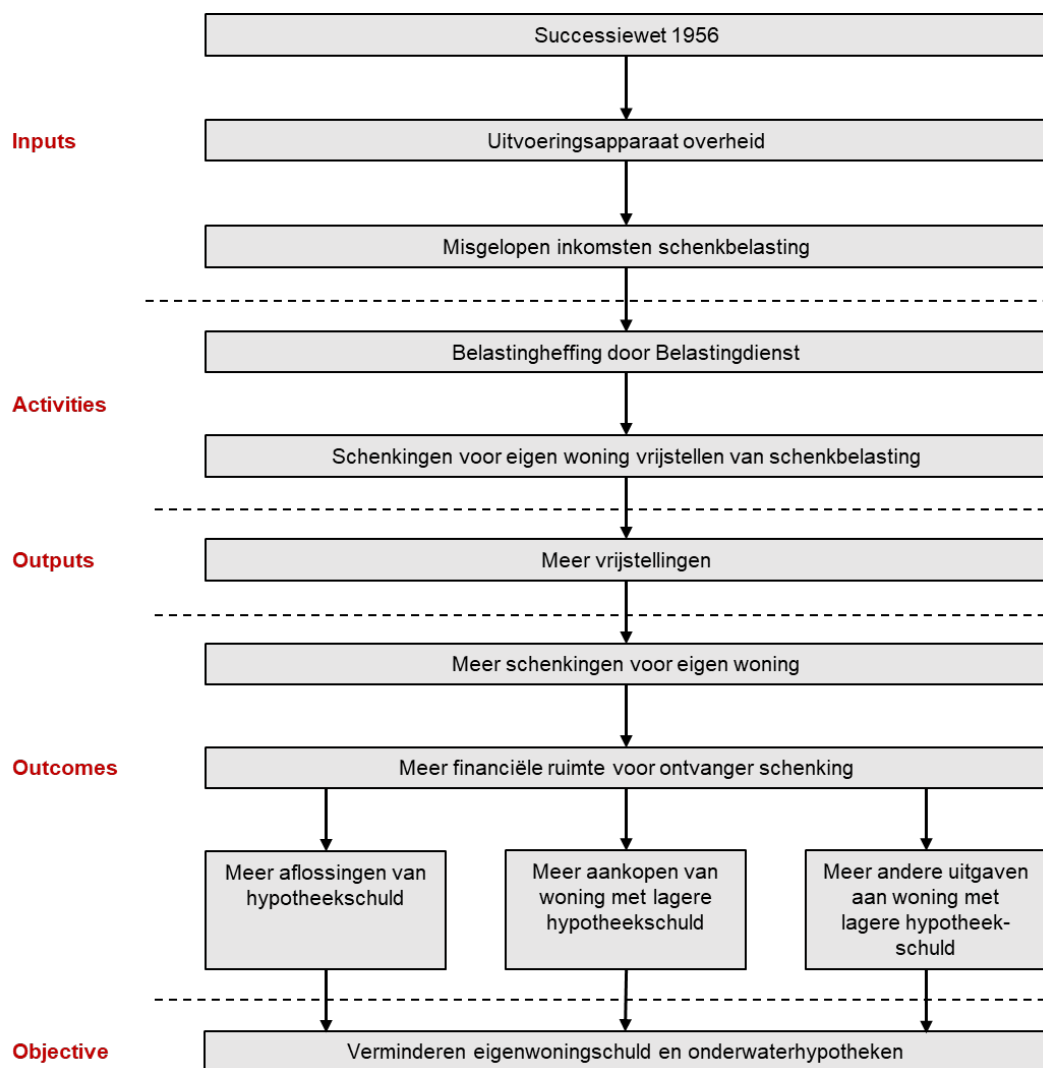 Successiewet 1956
Inputs
Uitvoeringsapparaat overheid
Misgelopen inkomsten schenkbelasting
Belastingheffing door Belastingdienst
Activities
Schenkingen voor eigen woning vrijstellen van schenkbelasting
Outputs
Meer vrijstellingen
Meer schenkingen voor eigen woning
Outcomes
Meer financiële ruimte voor ontvanger schenking
Meer aflossingen van
hypotheekschuld
Meer aankopen van
woning met lagere
hypotheekschuld
Meer andere uitgaven
aan woning met
lagere hypotheek-
schuld
Objective
Verminderen eigenwoningschuld en onderwaterhypotheken